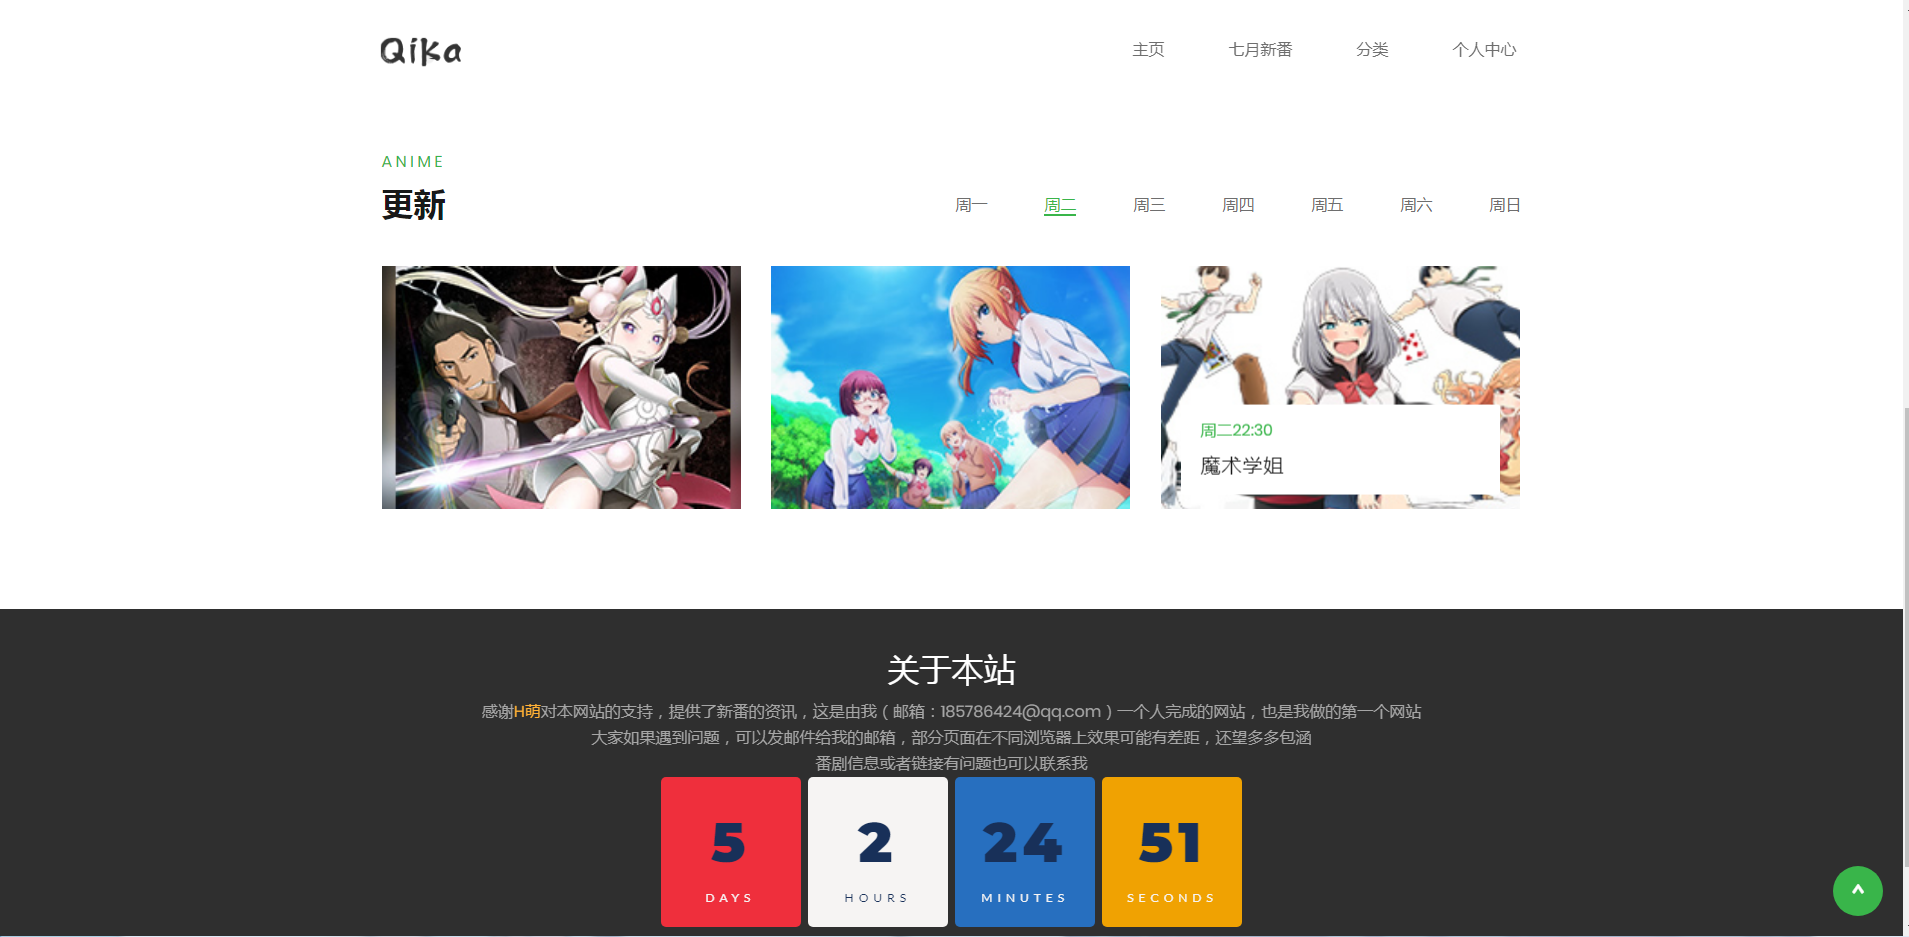 Qika
主页 七月新番 分类 个人中心
ANIME
更新
周一 周二 周三 周四 周五 周六 周日
周二22:30
魔术学姐
关于本站
感谢H萌对本网站的支持，提供了新番的资讯，这是由我（邮箱：185786424@qq.com）一个人完成的网站，也是我做的第一个网站
大家如果遇到问题，可以发邮件给我的邮箱，部分页面在不同浏览器上效果可能有差距，还望多多包涵
番剧信息或者链接有问题也可以联系我
5 2 24 51
DAYS HOURS MINUTES SECONDS